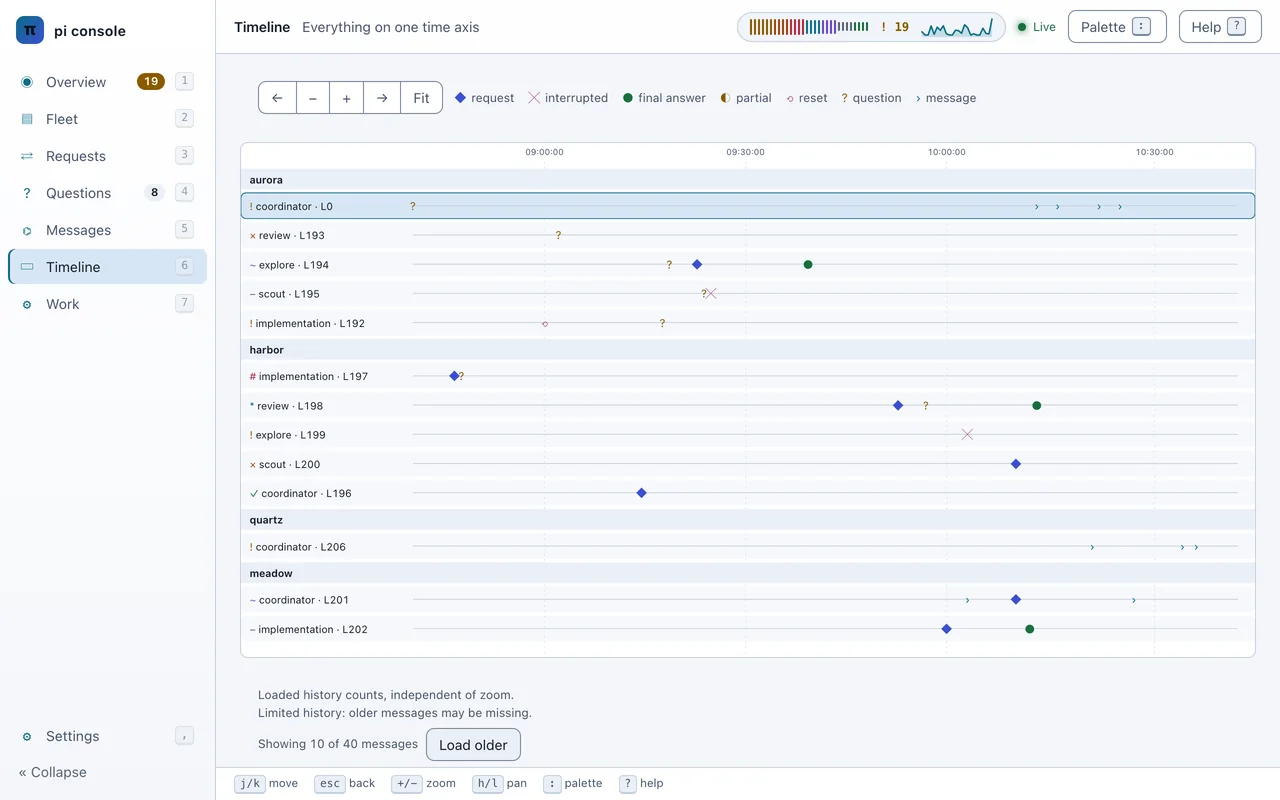 π pi console
Overview 19 1
Fleet 2
Requests 3
? Questions 8 4
Messages 5
Timeline 6
Work 7
Settings ,
« Collapse
Timeline Everything on one time axis
! 19
Live
Palette :
Help ?
← − + → Fit
request interrupted final answer partial reset ? question › message
09:00:00 09:30:00 10:00:00 10:30:00
aurora
! coordinator · L0 ? › › › ›
× review · L193 ?
~ explore · L194 ?
– scout · L195 ?
! implementation · L192 ?
harbor
# implementation · L197 ?
* review · L198 ?
! explore · L199
× scout · L200
✓ coordinator · L196
quartz
! coordinator · L206 › › ›
meadow
~ coordinator · L201 › ›
– implementation · L202
Loaded history counts, independent of zoom.
Limited history: older messages may be missing.
Showing 10 of 40 messages Load older
j/k move esc back +/− zoom h/l pan : palette ? help